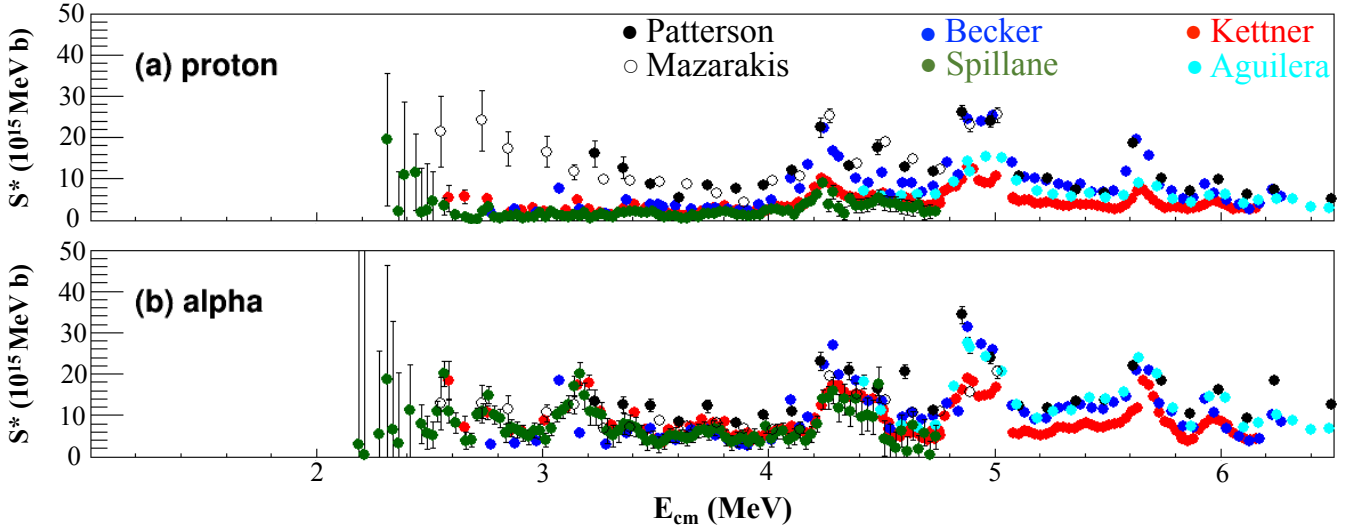 50
40
30
20
10
0
S* (10¹⁵ MeV b)
(a) proton
Patterson
Becker
Kettner
Mazarakis
Spillane
Aguilera
50
40
30
20
10
0
S* (10¹⁵ MeV b)
(b) alpha
2 3 4 5 6
E_cm (MeV)